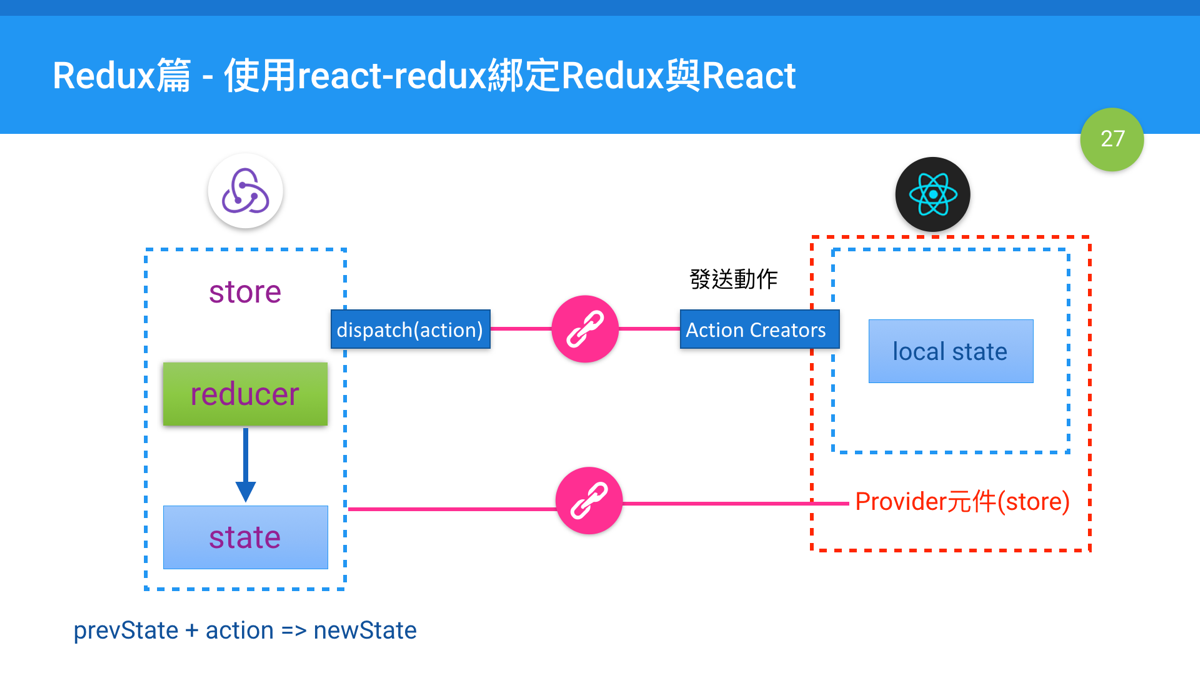 Redux篇 - 使用react-redux綁定Redux與React
27
store
發送動作
dispatch(action)
Action Creators
local state
reducer
state
Provider元件(store)
prevState + action => newState